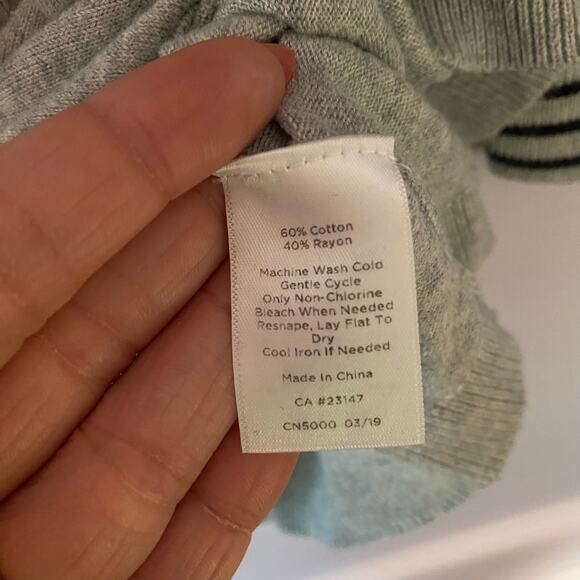 60% Cotton
40% Rayon
Machine Wash Cold
Gentle Cycle
Only Non-Chlorine
Bleach When Needed
Reshape, Lay Flat To
Dry
Cool Iron If Needed
Made In China
CA #23147
CN5000 03/19